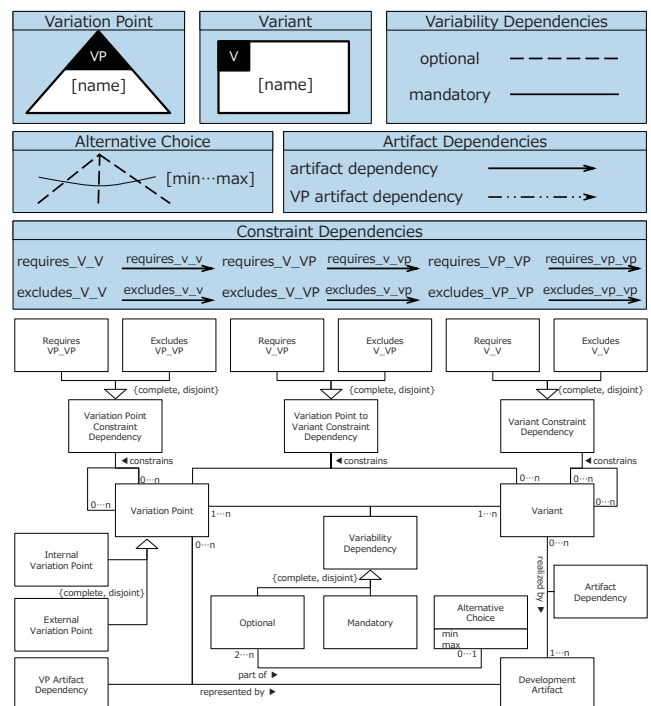 Variation Point
VP
[name]
Variant
V
[name]
Variability Dependencies
optional
mandatory
Alternative Choice
[min···max]
Artifact Dependencies
artifact dependency
VP artifact dependency
Constraint Dependencies
requires_V_V requires_v_v requires_V_VP requires_v_vp requires_VP_VP requires_vp_vp
excludes_V_V excludes_v_v excludes_V_VP excludes_v_vp excludes_VP_VP excludes_vp_vp
Requires
VP_VP
Excludes
VP_VP
Requires
V_VP
Excludes
V_VP
Requires
V_V
Excludes
V_V
{complete, disjoint}
{complete, disjoint}
{complete, disjoint}
Variation Point
Constraint
Dependency
Variation Point to
Variant Constraint
Dependency
Variant Constraint
Dependency
◄ constrains
◄ constrains
◄ constrains
0···n
0···n
0···n
0···n
0···n
0···n
Variation Point
1···n
1···n
Variant
0···n
0···n
Variability
Dependency
Internal
Variation Point
{complete, disjoint}
External
Variation Point
{complete, disjoint}
realized by ►
Artifact
Dependency
Optional
Mandatory
Alternative
Choice
min
max
2···n
0···1
1···n
part of ►
VP Artifact
Dependency
represented by ►
Development
Artifact